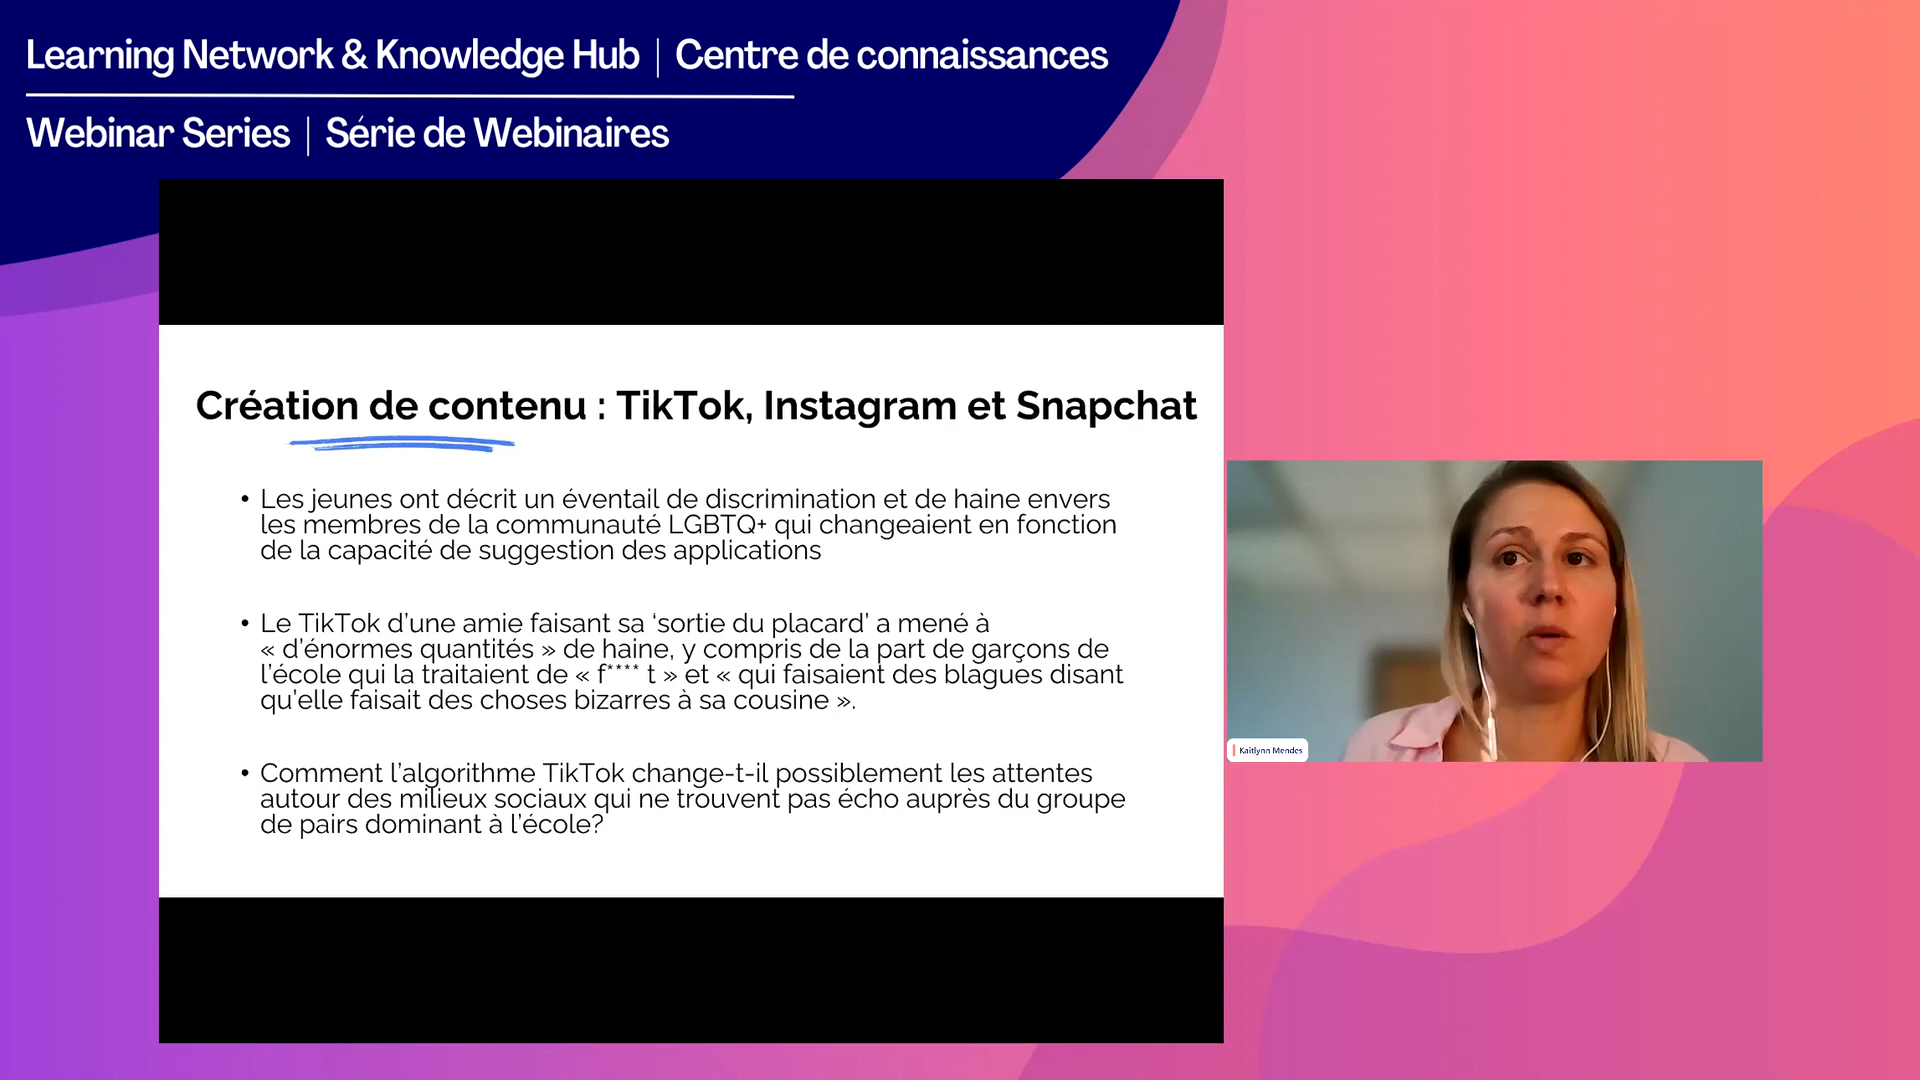 Learning Network & Knowledge Hub | Centre de connaissances
Webinar Series | Série de Webinaires
Création de contenu : TikTok, Instagram et Snapchat
• Les jeunes ont décrit un éventail de discrimination et de haine envers
les membres de la communauté LGBTQ+ qui changeaient en fonction
de la capacité de suggestion des applications
• Le TikTok d’une amie faisant sa ‘sortie du placard’ a mené à
« d’énormes quantités » de haine, y compris de la part de garçons de
l’école qui la traitaient de « f**** t » et « qui faisaient des blagues disant
qu’elle faisait des choses bizarres à sa cousine ».
• Comment l’algorithme TikTok change-t-il possiblement les attentes
autour des milieux sociaux qui ne trouvent pas écho auprès du groupe
de pairs dominant à l’école?
Kaitlynn Mendes